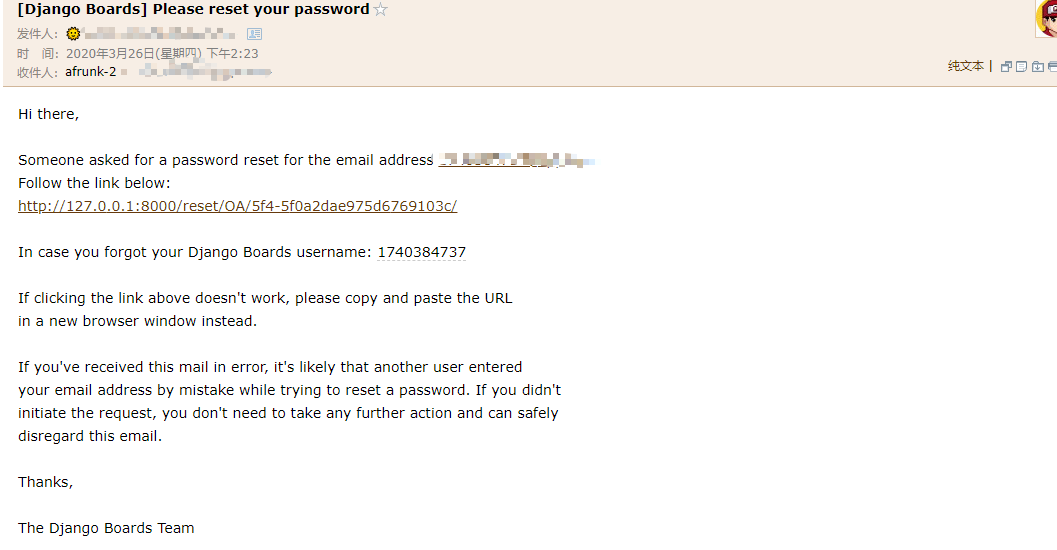 [Django Boards] Please reset your password
发件人：
时 间：2020年3月26日(星期四) 下午2:23
收件人：afrunk-2
纯文本 |
Hi there,
Someone asked for a password reset for the email address
Follow the link below:
http://127.0.0.1:8000/reset/OA/5f4-5f0a2dae975d6769103c/
In case you forgot your Django Boards username: 1740384737
If clicking the link above doesn't work, please copy and paste the URL
in a new browser window instead.
If you've received this mail in error, it's likely that another user entered
your email address by mistake while trying to reset a password. If you didn't
initiate the request, you don't need to take any further action and can safely
disregard this email.
Thanks,
The Django Boards Team